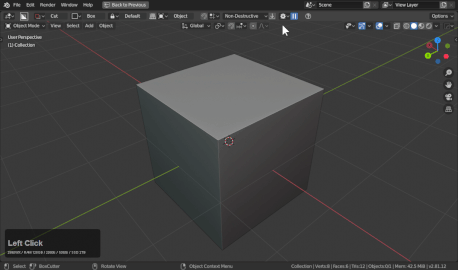 File Edit Render Window Help Back to Previous Scene View Layer
Cut Box Default Object Non-Destructive Options
Object Mode View Select Add Object Global
User Perspective
(1) Collection
Left Click
Select BoxCutter Rotate View Object Context Menu Collection | Verts:8 | Faces:6 | Tris:12 | Objects:0/1 | Mem: 42.5 MiB | v2.81.12